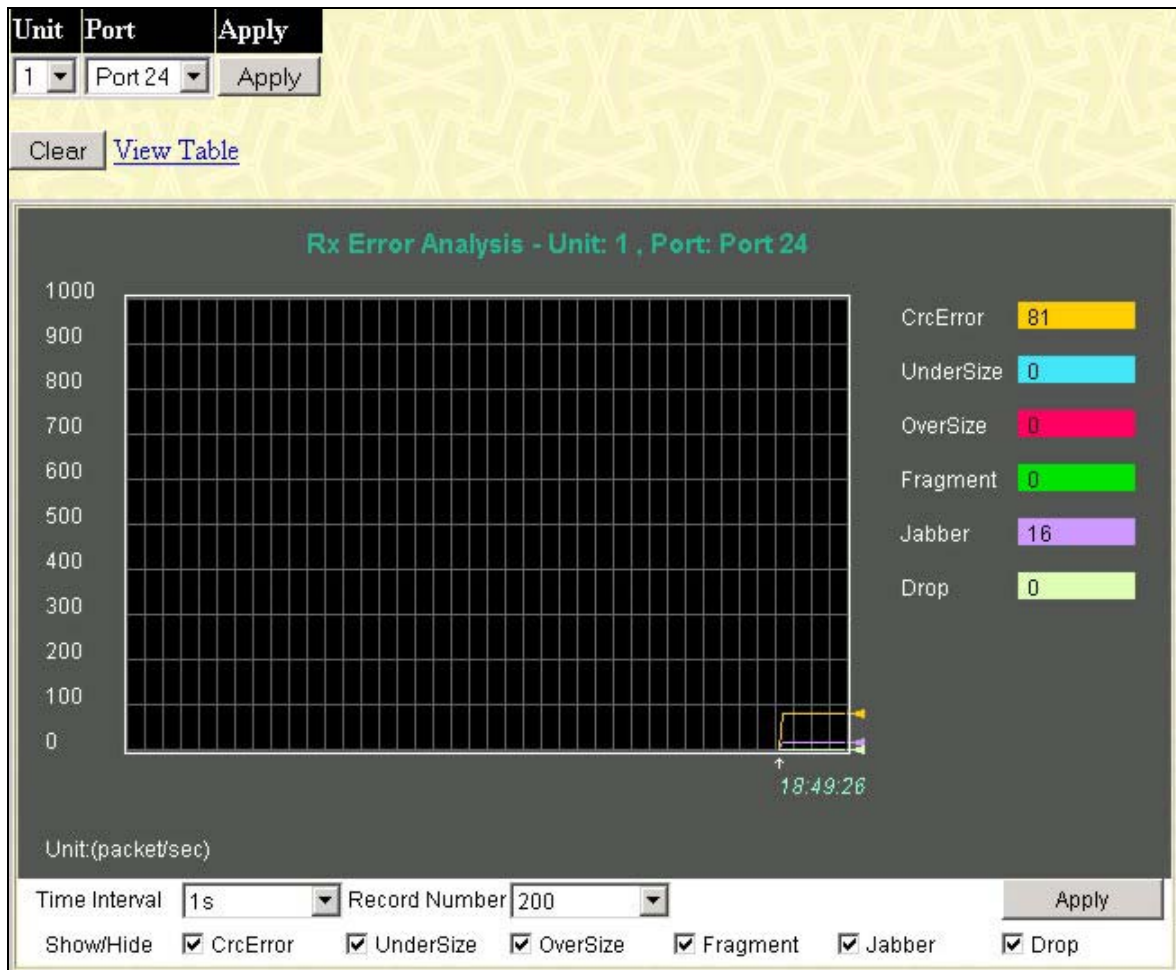 Unit Port Apply
1 Port 24 Apply
Clear View Table
Rx Error Analysis - Unit: 1 , Port: Port 24
1000
900
800
700
600
500
400
300
200
100
0
CrcError 81
UnderSize 0
OverSize 0
Fragment 0
Jabber 16
Drop 0
18:49:26
Unit:(packet/sec)
Time Interval 1s Record Number 200 Apply
Show/Hide CrcError UnderSize OverSize Fragment Jabber Drop